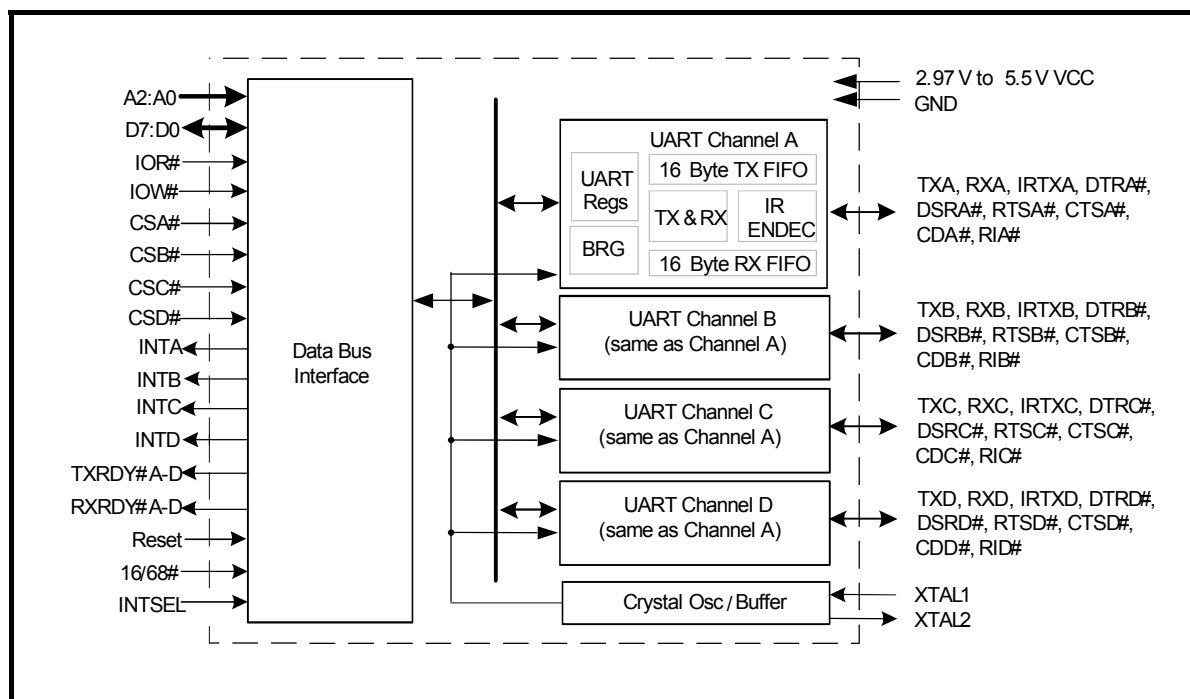 A2:A0
D7:D0
IOR#
IOW#
CSA#
CSB#
CSC#
CSD#
INTA
INTB
INTC
INTD
TXRDY# A-D
RXRDY# A-D
Reset
16/68#
INTSEL
Data Bus
Interface
UART Channel A
UART
Regs
BRG
16 Byte TX FIFO
TX & RX
IR
ENDEC
16 Byte RX FIFO
UART Channel B
(same as Channel A)
UART Channel C
(same as Channel A)
UART Channel D
(same as Channel A)
Crystal Osc / Buffer
2.97 V to 5.5 V VCC
GND
TXA, RXA, IRTXA, DTRA#,
DSRA#, RTSA#, CTSA#,
CDA#, RIA#
TXB, RXB, IRTXB, DTRB#,
DSRB#, RTSB#, CTSB#,
CDB#, RIB#
TXC, RXC, IRTXC, DTRC#,
DSRC#, RTSC#, CTSC#,
CDC#, RIC#
TXD, RXD, IRTXD, DTRD#,
DSRD#, RTSD#, CTSD#,
CDD#, RID#
XTAL1
XTAL2